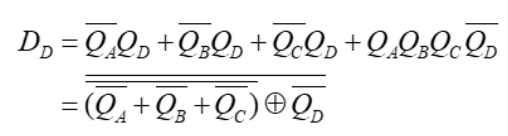 $D_D = \overline{Q_A}Q_D + \overline{Q_B}Q_D + \overline{Q_C}Q_D + Q_AQ_BQ_C\overline{Q_D}$
$= \overline{\overline{\overline{(\overline{Q_A} + \overline{Q_B} + \overline{Q_C})} \oplus \overline{Q_D}}}$